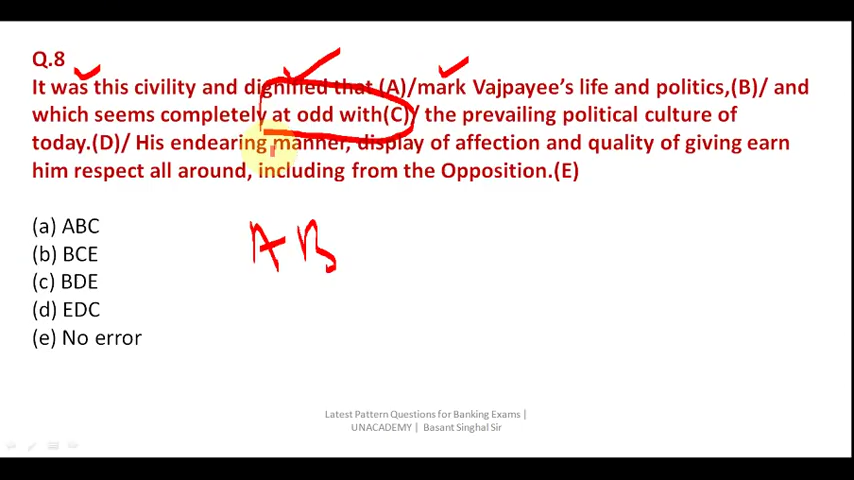 Q.8
It was this civility and dignified that (A)/mark Vajpayee's life and politics,(B)/ and
which seems completely at odd with(C)/ the prevailing political culture of
today.(D)/ His endearing manner, display of affection and quality of giving earn
him respect all around, including from the Opposition.(E)
(a) ABC
(b) BCE
(c) BDE
(d) EDC
(e) No error
A B
Latest Pattern Questions for Banking Exams |
UNACADEMY | Basant Singhal Sir